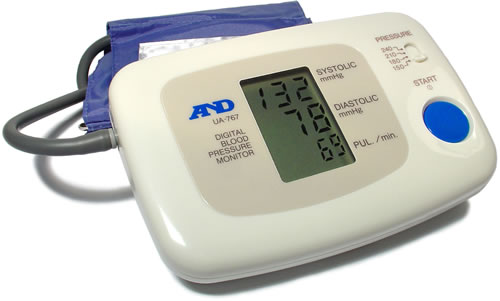 AND
UA-767
DIGITAL
BLOOD
PRESSURE
MONITOR
132
78
69
SYSTOLIC
mmHg
DIASTOLIC
mmHg
PUL./min.
PRESSURE
240
210
180
150
START